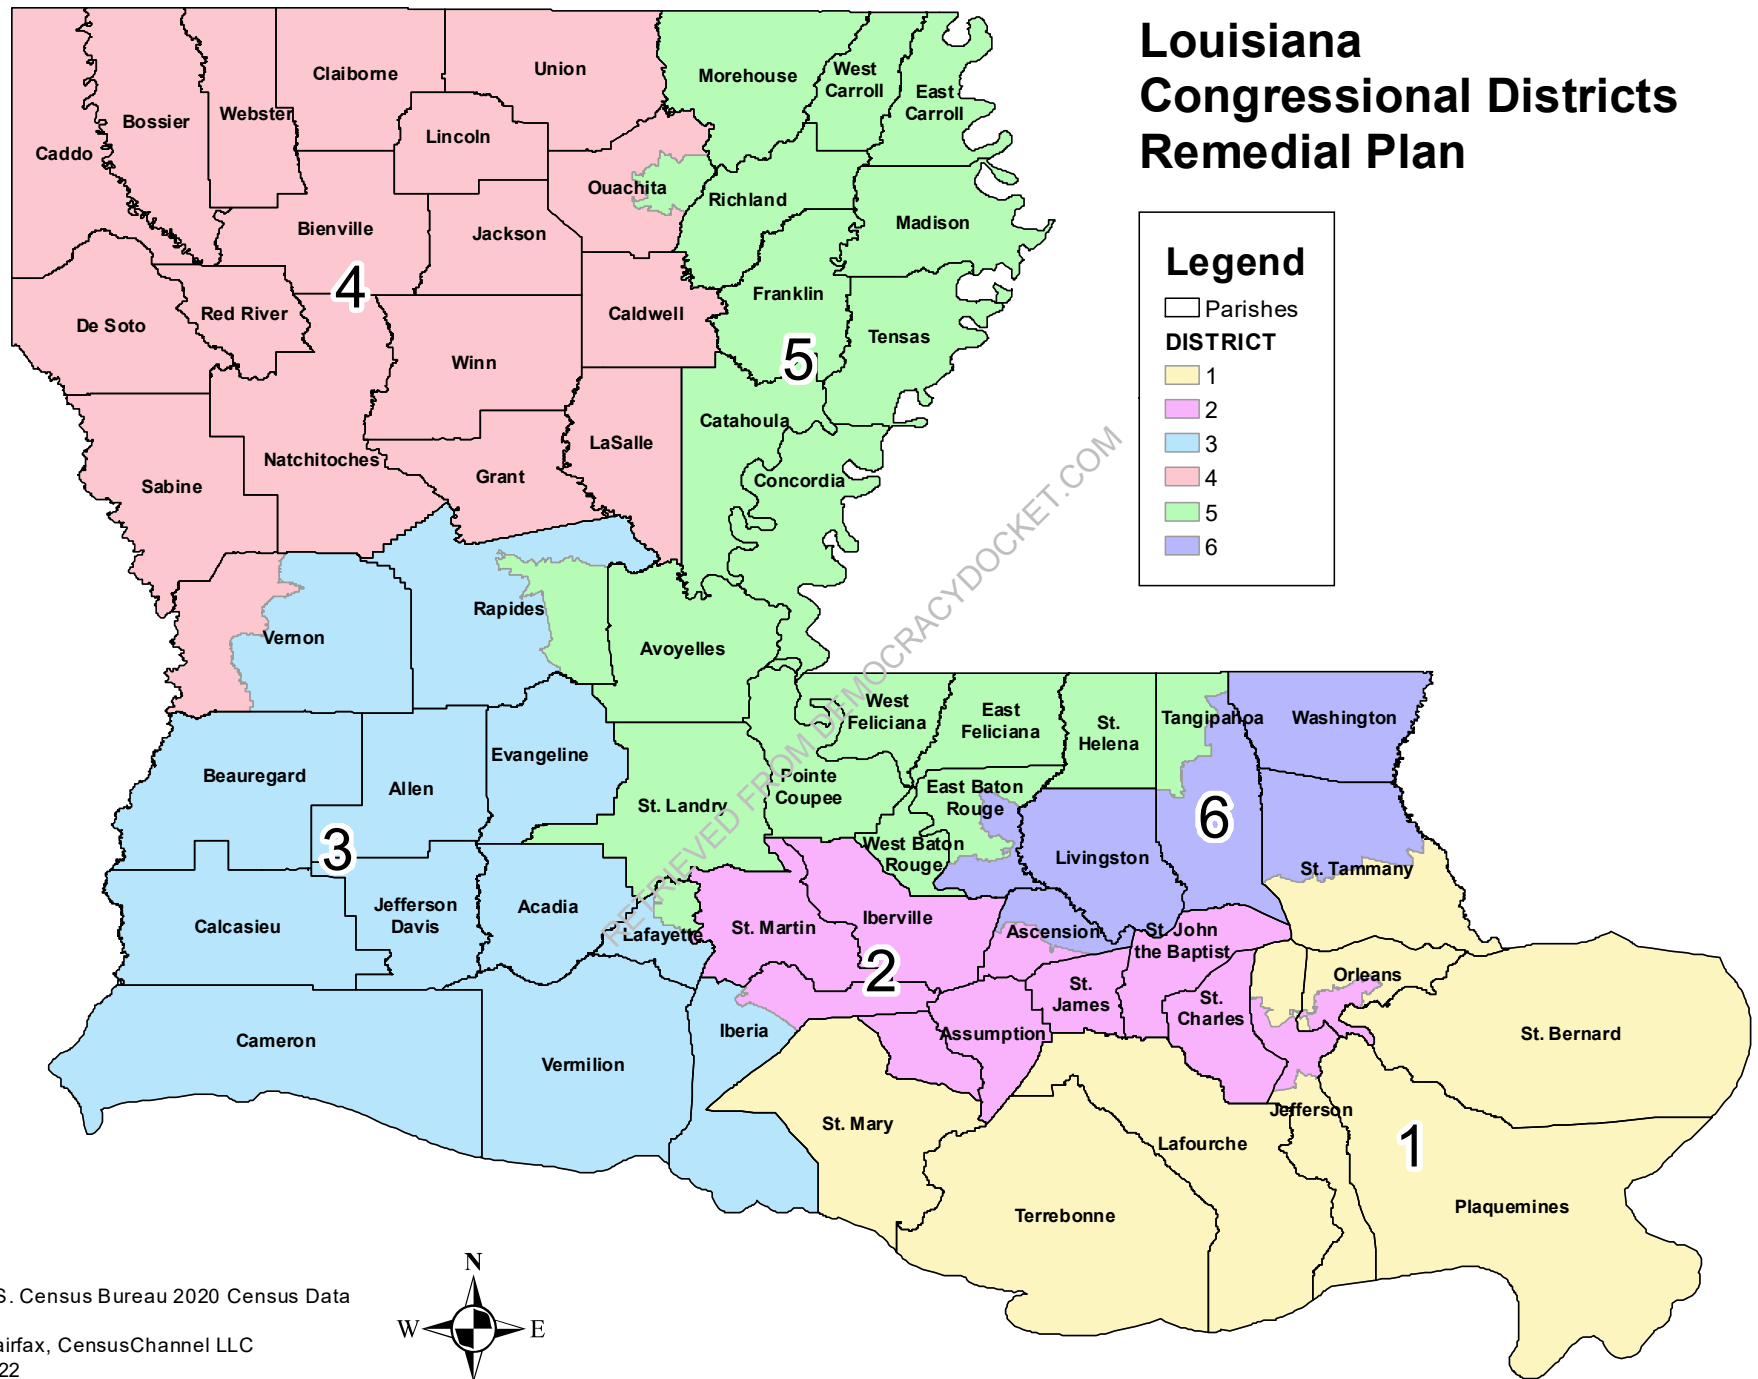 Louisiana
Congressional Districts
Remedial Plan
Legend
Parishes
DISTRICT
1
2
3
4
5
6
Claiborne
Union
Morehouse
West
Carroll
East
Carroll
Webster
Bossier
Lincoln
Caddo
Ouachita
Richland
Madison
Bienville
Jackson
4
Franklin
Red River
Caldwell
De Soto
Tensas
Winn
5
Catahoula
LaSalle
Natchitoches
Grant
Concordia
Sabine
Rapides
Vernon
Avoyelles
West
Feliciana
East
Feliciana
St.
Helena
Tangipahoa
Washington
Evangeline
Beauregard
Allen
Pointe
Coupee
East Baton
Rouge
St. Landry
6
3
West Baton
Rouge
Livingston
St. Tammany
Jefferson
Davis
Acadia
Calcasieu
Lafayette
St. Martin
Iberville
Ascension
St. John
the Baptist
2
Orleans
St.
James
St.
Charles
Iberia
Assumption
St. Bernard
Cameron
Vermilion
Jefferson
St. Mary
Lafourche
1
Terrebonne
Plaquemines
RETRIEVED FROM DEMOCRACYDOCKET.COM
N
W
E
S. Census Bureau 2020 Census Data
airfax, CensusChannel LLC
22